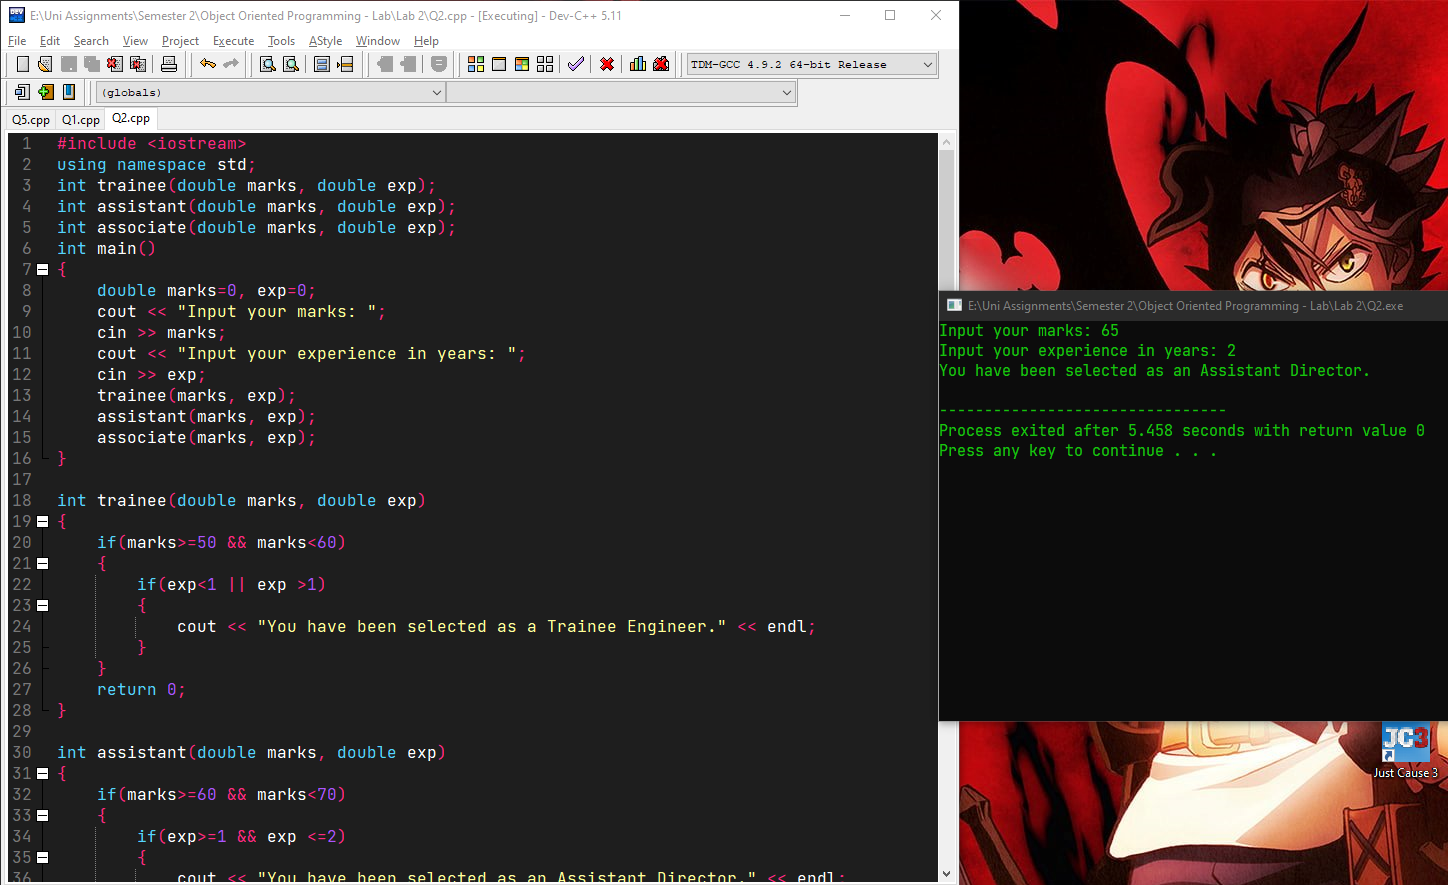 E:\Uni Assignments\Semester 2\Object Oriented Programming - Lab\Lab 2\Q2.cpp - [Executing] - Dev-C++ 5.11
File Edit Search View Project Execute Tools AStyle Window Help
TDM-GCC 4.9.2 64-bit Release
(globals)
Q5.cpp Q1.cpp Q2.cpp
1 #include <iostream>
2 using namespace std;
3 int trainee(double marks, double exp);
4 int assistant(double marks, double exp);
5 int associate(double marks, double exp);
6 int main()
7 {
8 double marks=0, exp=0;
9 cout << "Input your marks: ";
10 cin >> marks;
11 cout << "Input your experience in years: ";
12 cin >> exp;
13 trainee(marks, exp);
14 assistant(marks, exp);
15 associate(marks, exp);
16 }
17
18 int trainee(double marks, double exp)
19 {
20 if(marks>=50 && marks<60)
21 {
22 if(exp<1 || exp >1)
23 {
24 cout << "You have been selected as a Trainee Engineer." << endl;
25 }
26 }
27 return 0;
28 }
29
30 int assistant(double marks, double exp)
31 {
32 if(marks>=60 && marks<70)
33 {
34 if(exp>=1 && exp <=2)
35 {
36 cout << "You have been selected as an Assistant Director." << endl;
E:\Uni Assignments\Semester 2\Object Oriented Programming - Lab\Lab 2\Q2.exe
Input your marks: 65
Input your experience in years: 2
You have been selected as an Assistant Director.
--------------------------------
Process exited after 5.458 seconds with return value 0
Press any key to continue . . .
JC3
Just Cause 3